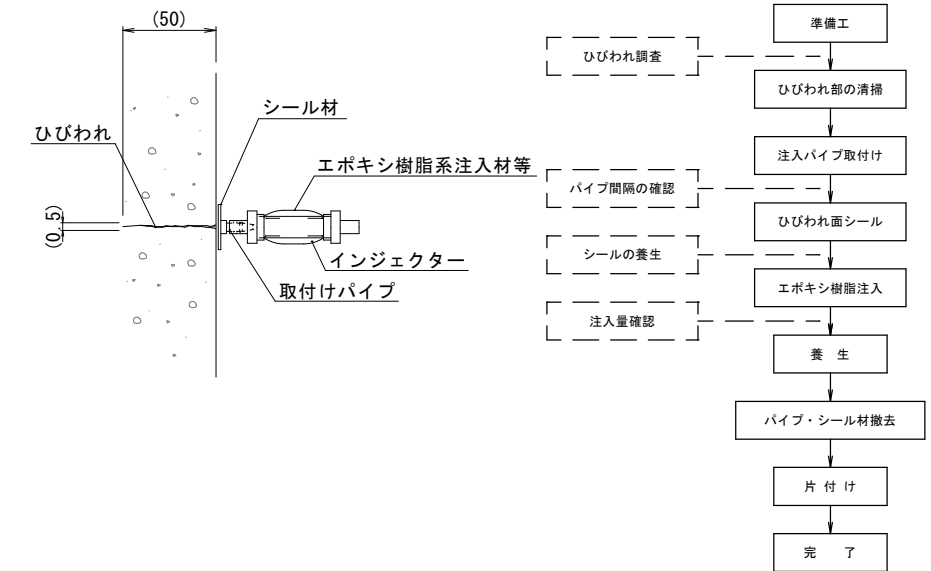 (50)
シール材
ひびわれ
エポキシ樹脂系注入材等
(0.5)
インジェクター
取付けパイプ
準備工
ひびわれ調査
ひびわれ部の清掃
注入パイプ取付け
パイプ間隔の確認
ひびわれ面シール
シールの養生
エポキシ樹脂注入
注入量確認
養 生
パイプ・シール材撤去
片 付 け
完 了